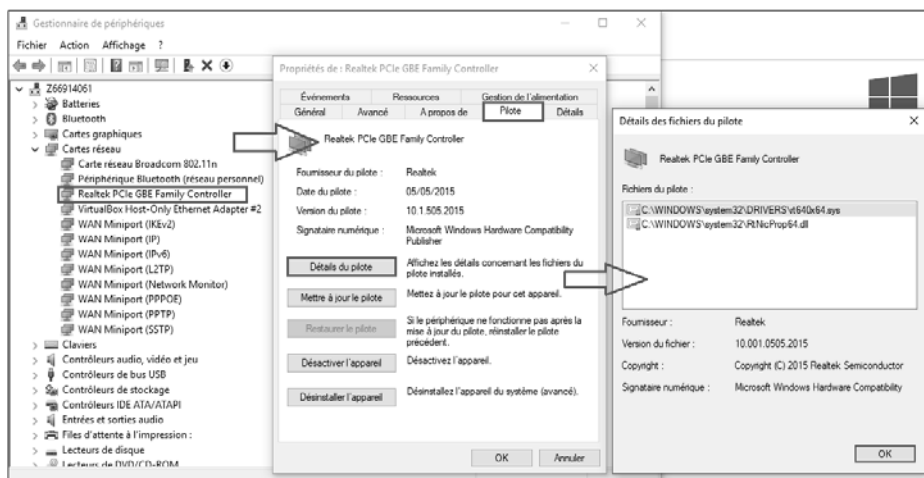 Gestionnaire de périphériques
Fichier Action Affichage ?
Z66914061
Batteries
Bluetooth
Cartes graphiques
Cartes réseau
Carte réseau Broadcom 802.11n
Périphérique Bluetooth (réseau personnel)
Realtek PCIe GBE Family Controller
VirtualBox Host-Only Ethernet Adapter #2
WAN Miniport (IKEv2)
WAN Miniport (IP)
WAN Miniport (IPv6)
WAN Miniport (L2TP)
WAN Miniport (Network Monitor)
WAN Miniport (PPPOE)
WAN Miniport (PPTP)
WAN Miniport (SSTP)
Claviers
Contrôleurs audio, vidéo et jeu
Contrôleurs de bus USB
Contrôleurs de stockage
Contrôleurs IDE ATA/ATAPI
Entrées et sorties audio
Files d'attente à l'impression :
Lecteurs de disque
Lecteurs de DVD/CD-ROM
Propriétés de : Realtek PCIe GBE Family Controller
Événements Ressources Gestion de l'alimentation
Général Avancé A propos de Pilote Détails
Realtek PCIe GBE Family Controller
Fournisseur du pilote : Realtek
Date du pilote : 05/05/2015
Version du pilote : 10.1.505.2015
Signataire numérique : Microsoft Windows Hardware Compatibility
Publisher
Détails du pilote
Affichez les détails concernant les fichiers du
pilote installés.
Mettre à jour le pilote
Mettez à jour le pilote pour cet appareil.
Restaurer le pilote
Si le périphérique ne fonctionne pas après la
mise à jour du pilote, réinstaller le pilote
précédent.
Désactiver l'appareil
Désactivez l'appareil.
Désinstaller l'appareil
Désinstallez l'appareil du système (avancé).
OK Annuler
Détails des fichiers du pilote
Realtek PCIe GBE Family Controller
Fichiers du pilote :
C:\WINDOWS\system32\DRIVERS\rt640x64.sys
C:\WINDOWS\system32\RtNicProp64.dll
Fournisseur : Realtek
Version du fichier : 10.001.0505.2015
Copyright : Copyright (C) 2015 Realtek Semiconductor
Signataire numérique : Microsoft Windows Hardware Compatibility
OK